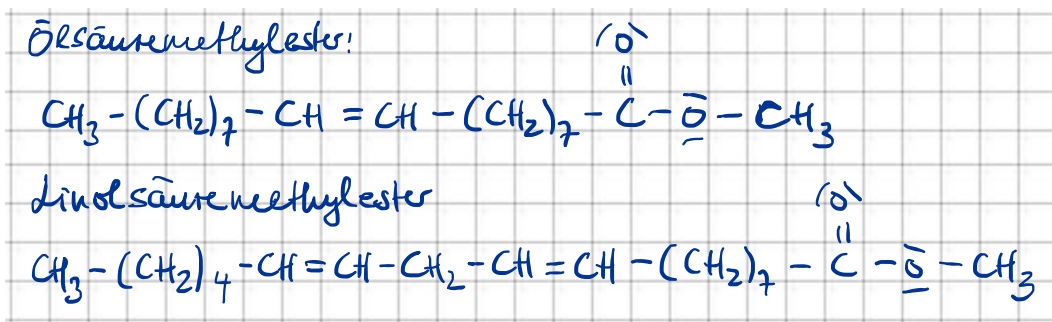 Ölsäuremethylester:
O
||
CH₃-(CH₂)₇-CH=CH-(CH₂)₇-C-O-CH₃
Linolsäuremethylester
O
||
CH₃-(CH₂)₄-CH=CH-CH₂-CH=CH-(CH₂)₇-C-O-CH₃